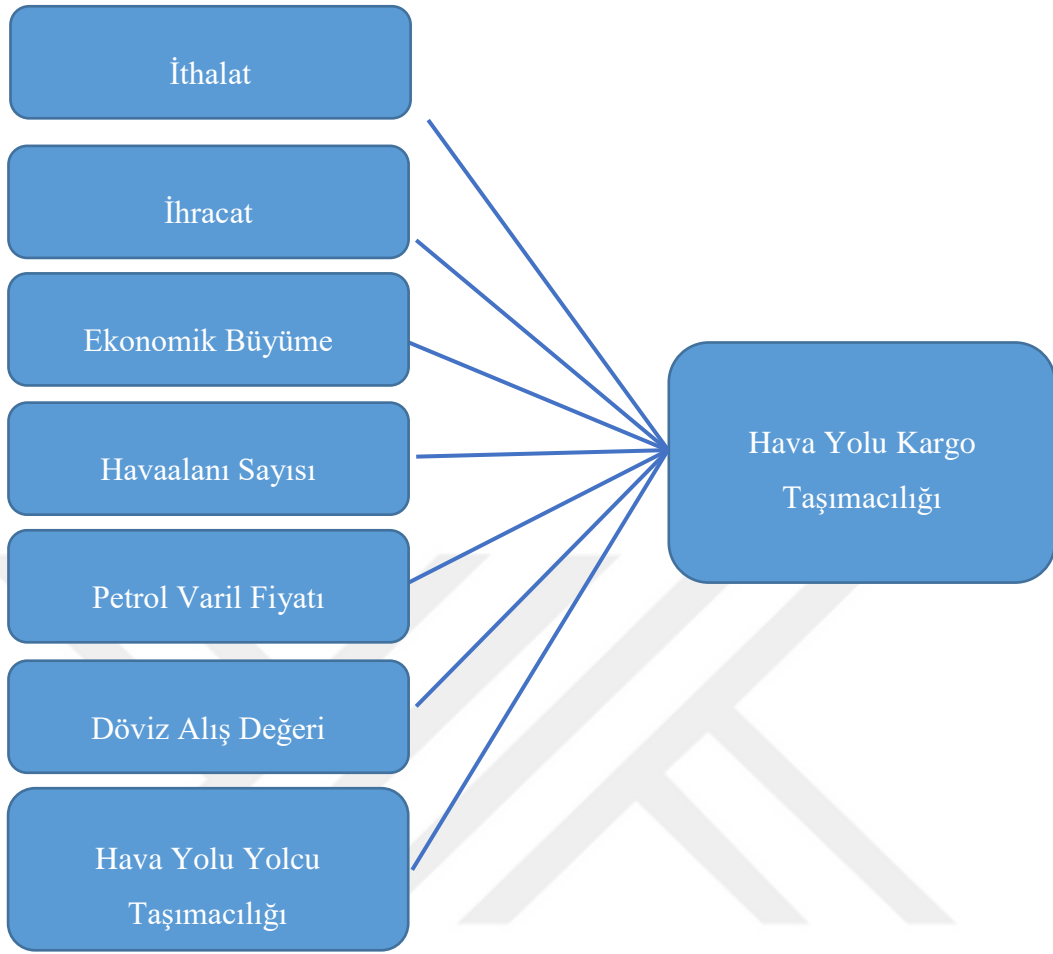 İthalat
İhracat
Ekonomik Büyüme
Havaalanı Sayısı
Petrol Varil Fiyatı
Döviz Alış Değeri
Hava Yolu Yolcu
Taşımacılığı
Hava Yolu Kargo
Taşımaciliğı